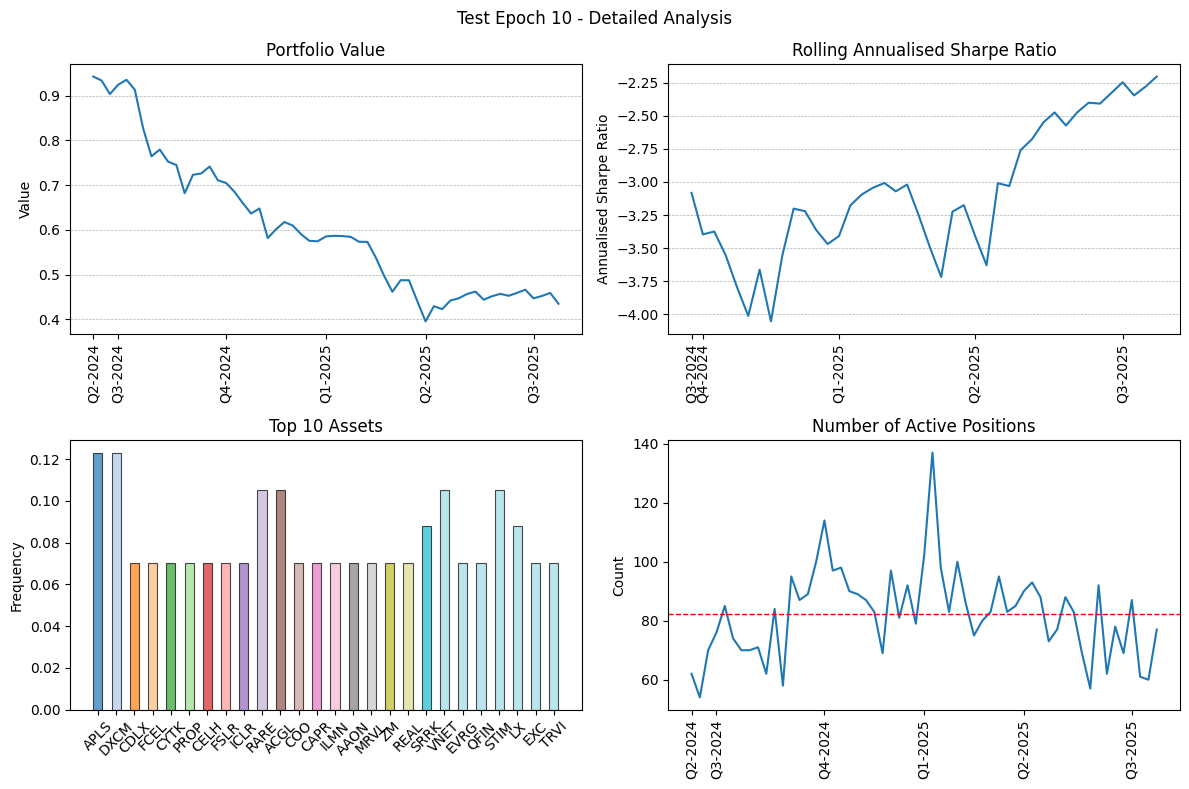 Test Epoch 10 - Detailed Analysis
Portfolio Value
Value
0.9
0.8
0.7
0.6
0.5
0.4
Q2-2024
Q3-2024
Q4-2024
Q1-2025
Q2-2025
Q3-2025
Rolling Annualised Sharpe Ratio
Annualised Sharpe Ratio
−2.25
−2.50
−2.75
−3.00
−3.25
−3.50
−3.75
−4.00
Q3-2024
Q4-2024
Q1-2025
Q2-2025
Q3-2025
Top 10 Assets
Frequency
0.12
0.10
0.08
0.06
0.04
0.02
0.00
APLS
DXCM
CDLX
FCEL
CYTK
PROP
CELH
FSLR
ICLR
RARE
ACGL
COO
CAPR
ILMN
AAON
MRVL
ZM
REAL
SRRK
VNET
EVRG
QFIN
STIM
LX
EXC
TRVI
Number of Active Positions
Count
140
120
100
80
60
Q2-2024
Q3-2024
Q4-2024
Q1-2025
Q2-2025
Q3-2025